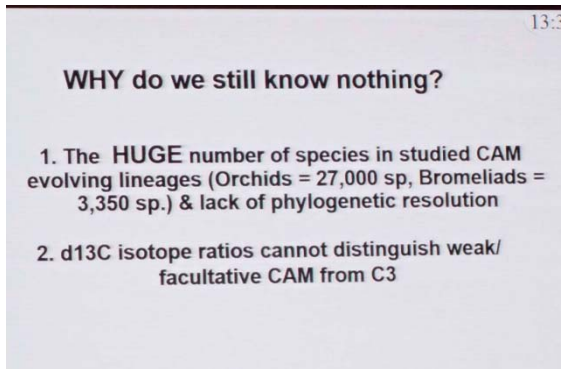 WHY do we still know nothing?
1. The HUGE number of species in studied CAM
evolving lineages (Orchids = 27,000 sp, Bromeliads =
3,350 sp.) & lack of phylogenetic resolution
2. d13C isotope ratios cannot distinguish weak/
facultative CAM from C3